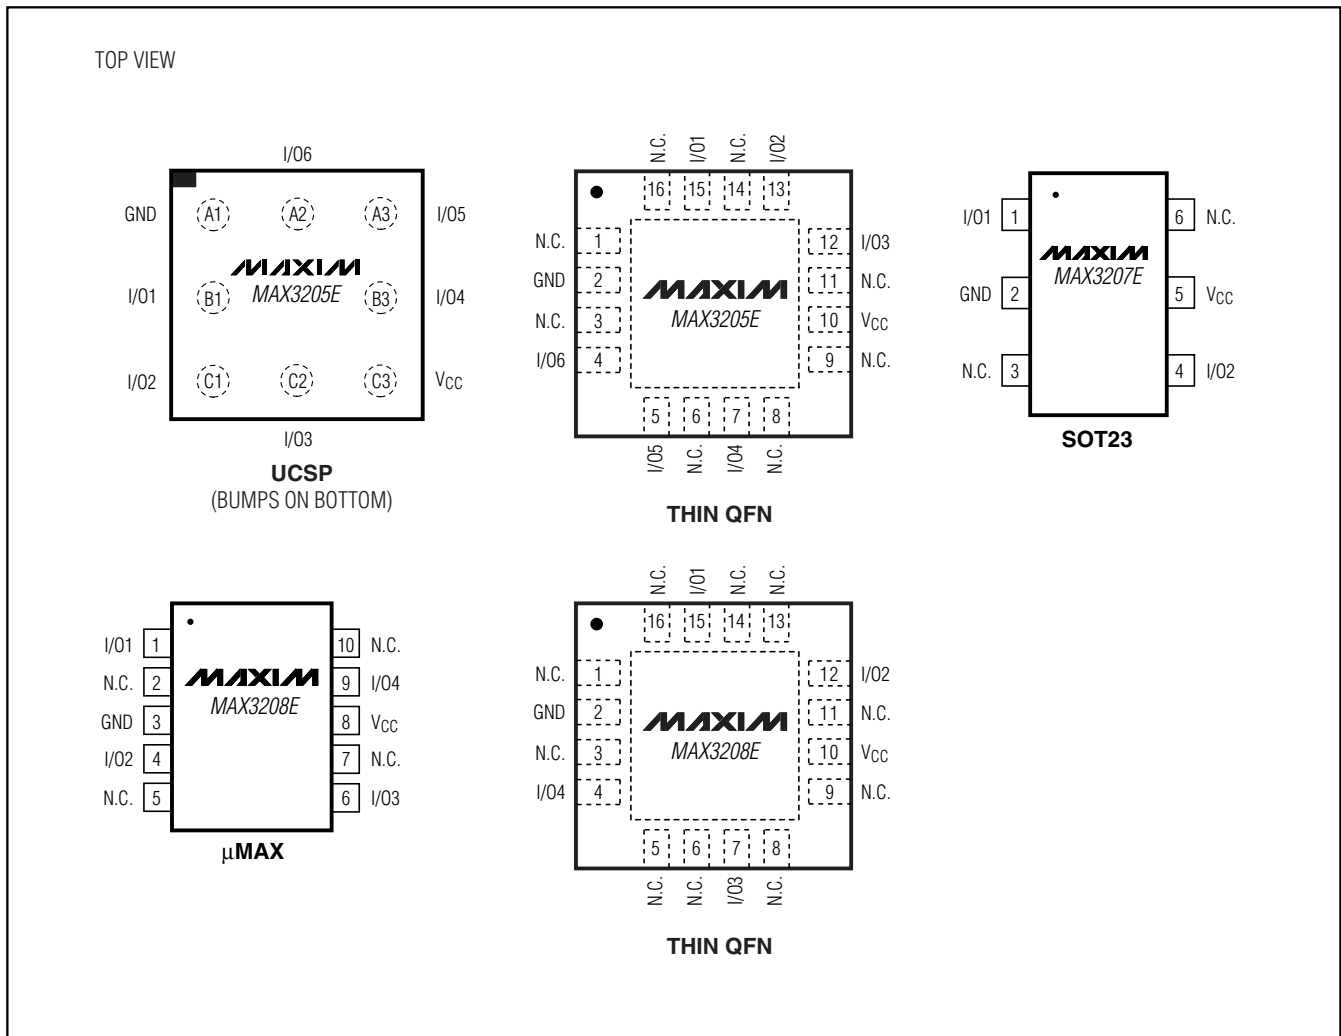 TOP VIEW
I/O6
GND A1 A2 A3 I/O5
MAXIM
MAX3205E
I/O1 B1 B3 I/O4
I/O2 C1 C2 C3 VCC
I/O3
UCSP
(BUMPS ON BOTTOM)
N.C. I/O1 N.C. I/O2
16 15 14 13
N.C. 1 12 I/O3
GND 2 11 N.C.
MAXIM
MAX3205E
N.C. 3 10 VCC
I/O6 4 9 N.C.
5 6 7 8
I/O5 N.C. I/O4 N.C.
THIN QFN
I/O1 1 6 N.C.
MAXIM
MAX3207E
GND 2 5 VCC
N.C. 3 4 I/O2
SOT23
I/O1 1 10 N.C.
N.C. 2 9 I/O4
MAXIM
MAX3208E
GND 3 8 VCC
I/O2 4 7 N.C.
N.C. 5 6 I/O3
µMAX
N.C. I/O1 N.C. N.C.
16 15 14 13
N.C. 1 12 I/O2
GND 2 11 N.C.
MAXIM
MAX3208E
N.C. 3 10 VCC
I/O4 4 9 N.C.
5 6 7 8
N.C. N.C. I/O3 N.C.
THIN QFN